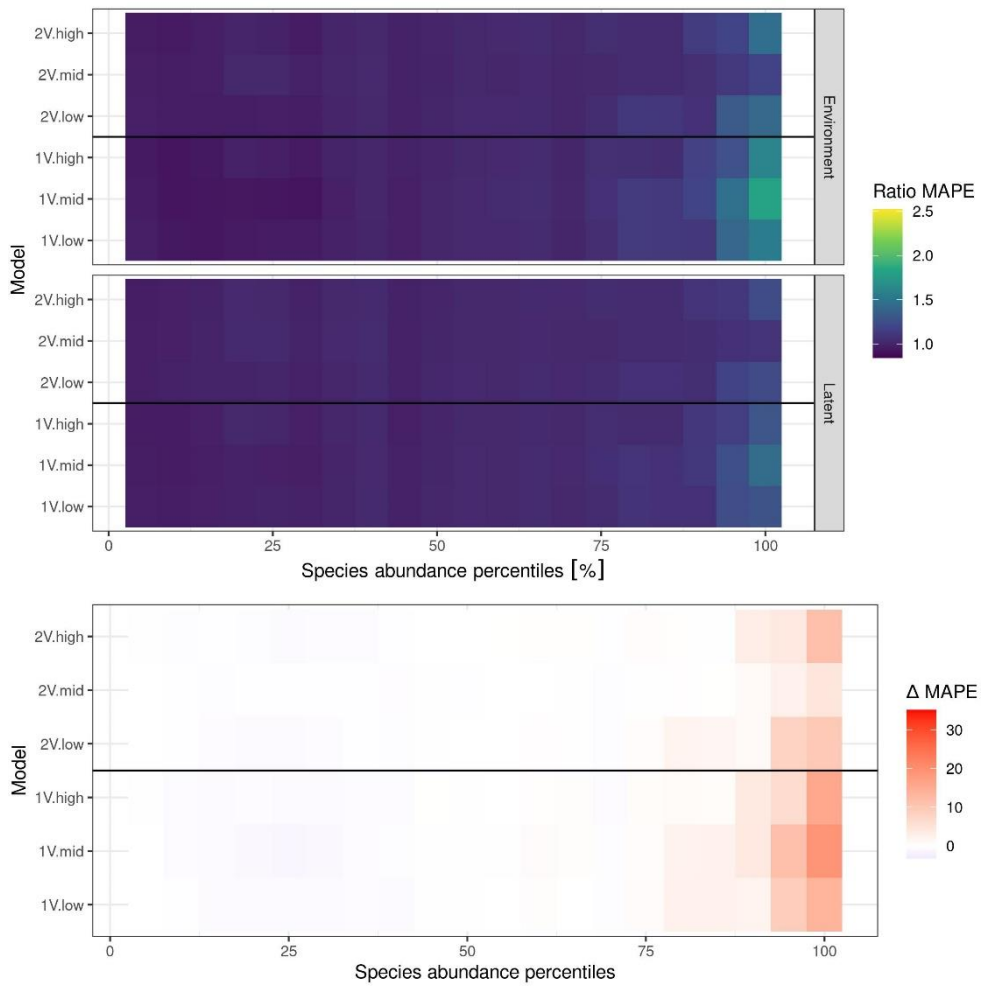 2V.high
2V.mid
2V.low
1V.high
1V.mid
1V.low
Environment
2V.high
2V.mid
2V.low
1V.high
1V.mid
1V.low
Latent
Model
0 25 50 75 100
Species abundance percentiles [%]
Ratio MAPE
2.5
2.0
1.5
1.0
2V.high
2V.mid
2V.low
1V.high
1V.mid
1V.low
Model
0 25 50 75 100
Species abundance percentiles
Δ MAPE
30
20
10
0